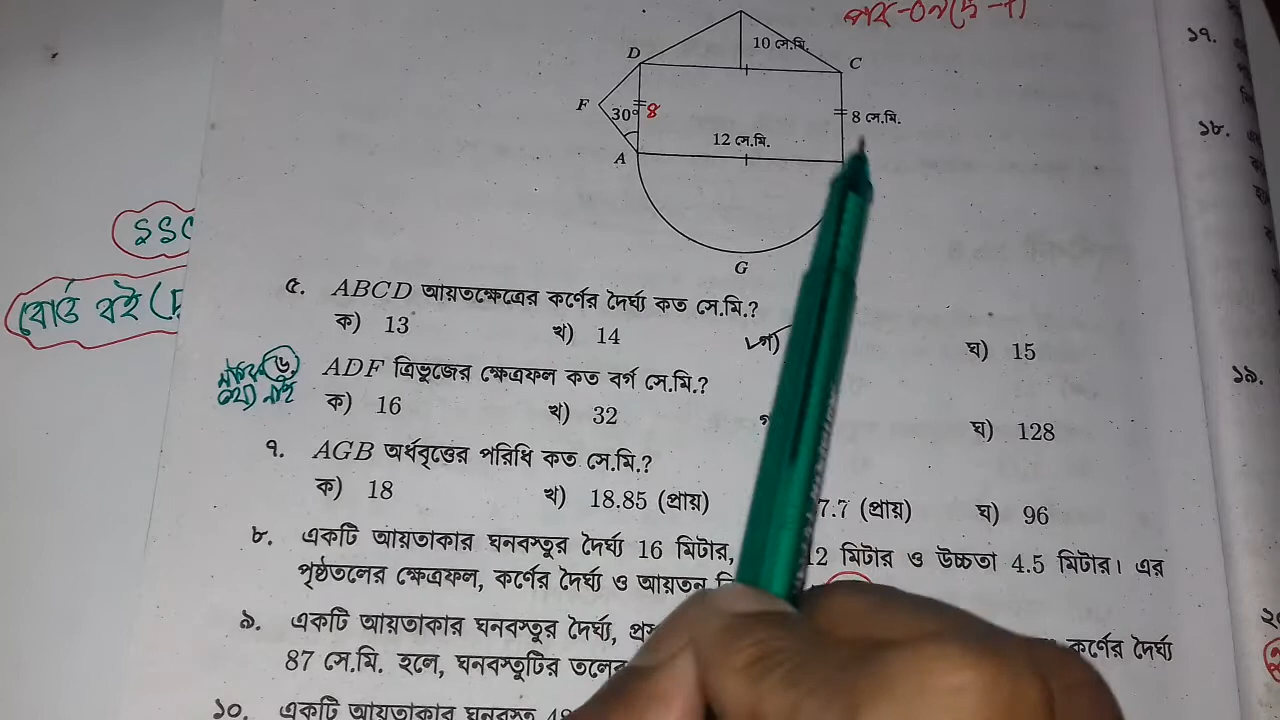 10 সে.মি.
D
C
F
30°
8
8 সে.মি.
12 সে.মি.
A
G
১৭.
১৮.
SSC
বোর্ড বই
৫. ABCD আয়তক্ষেত্রের কর্ণের দৈর্ঘ্য কত সে.মি.?
ক) 13 খ) 14 গ) ঘ) 15
৬ ADF ত্রিভুজের ক্ষেত্রফল কত বর্গ সে.মি.?
ক) 16 খ) 32 ঘ) 128
১৯.
৭. AGB অর্ধবৃত্তের পরিধি কত সে.মি.?
ক) 18 খ) 18.85 (প্রায়) 7.7 (প্রায়) ঘ) 96
৮. একটি আয়তাকার ঘনবস্তুর দৈর্ঘ্য 16 মিটার, 12 মিটার ও উচ্চতা 4.5 মিটার। এর
পৃষ্ঠতলের ক্ষেত্রফল, কর্ণের দৈর্ঘ্য ও আয়তন
৯. একটি আয়তাকার ঘনবস্তুর দৈর্ঘ্য, কর্ণের দৈর্ঘ্য
87 সে.মি. হলে, ঘনবস্তুটির তলের
১০. একটি আয়তাকার ঘনবস্তু 48